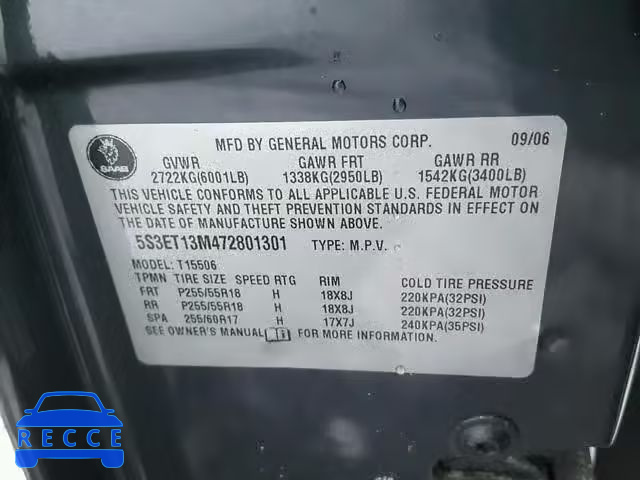 MFD BY GENERAL MOTORS CORP. 09/06
SAAB
GVWR GAWR FRT GAWR RR
2722KG(6001LB) 1338KG(2950LB) 1542KG(3400LB)
THIS VEHICLE CONFORMS TO ALL APPLICABLE U.S. FEDERAL MOTOR
VEHICLE SAFETY AND THEFT PREVENTION STANDARDS IN EFFECT ON
THE DATE OF MANUFACTURE SHOWN ABOVE.
5S3ET13M472801301 TYPE: M.P.V.
MODEL: T15506
TPMN TIRE SIZE SPEED RTG RIM COLD TIRE PRESSURE
FRT P255/55R18 H 18X8J 220KPA(32PSI)
RR P255/55R18 H 18X8J 220KPA(32PSI)
SPA 255/60R17 H 17X7J 240KPA(35PSI)
SEE OWNER'S MANUAL FOR MORE INFORMATION.
RECCE